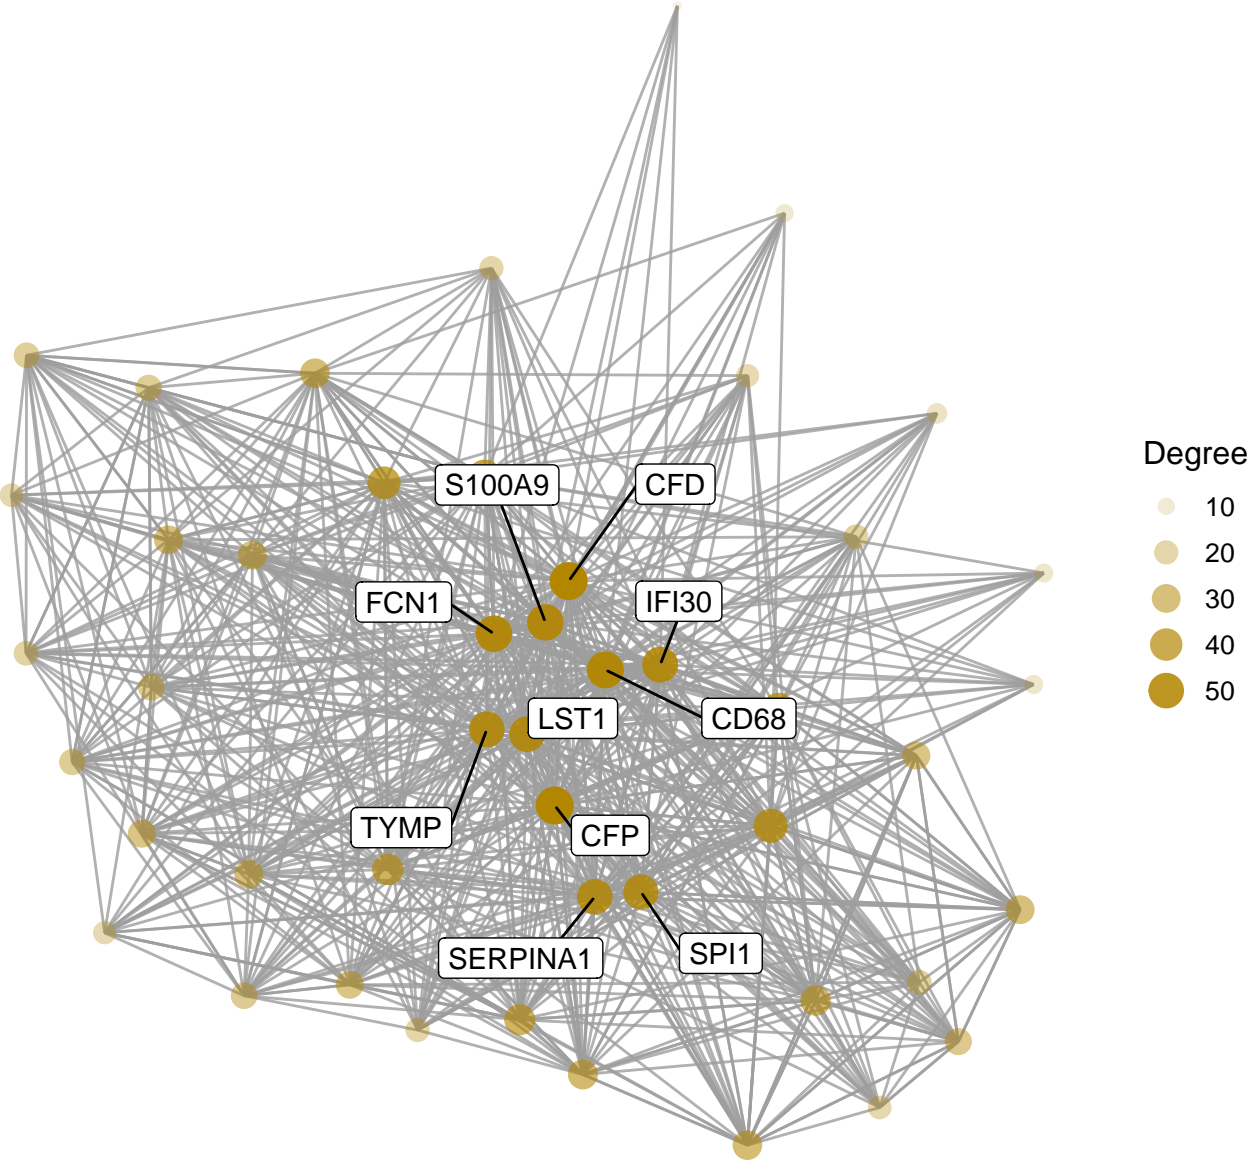 S100A9
CFD
FCN1
IFI30
LST1
CD68
TYMP
CFP
SERPINA1
SPI1
Degree
10
20
30
40
50